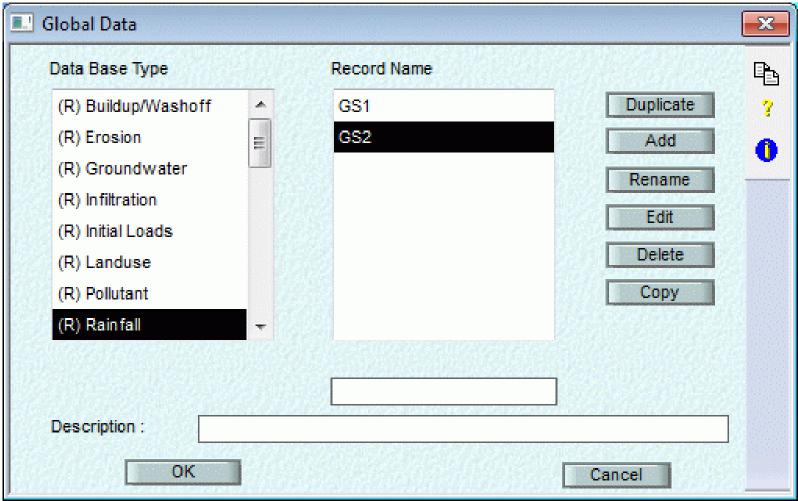 Global Data
Data Base Type
Record Name
(R) Buildup/Washoff
(R) Erosion
(R) Groundwater
(R) Infiltration
(R) Initial Loads
(R) Landuse
(R) Pollutant
(R) Rainfall
GS1
GS2
Duplicate
Add
Rename
Edit
Delete
Copy
?
i
Description :
OK
Cancel